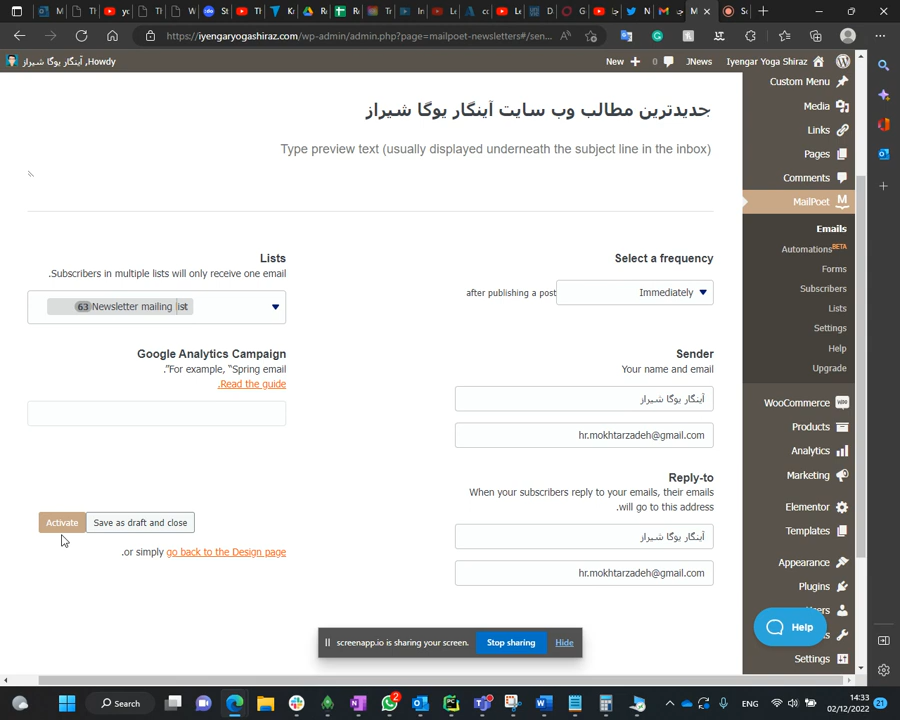 https://iyengaryogashiraz.com/wp-admin/admin.php?page=mailpoet-newsletters#/sen...
Howdy, آینگار یوگا شیراز
New
0
JNews
Iyengar Yoga Shiraz
جدیدترین مطالب وب سایت آینگار یوگا شیراز
Type preview text (usually displayed underneath the subject line in the inbox)
Lists
Subscribers in multiple lists will only receive one email.
63 Newsletter mailing list
Select a frequency
Immediately
after publishing a post
Google Analytics Campaign
For example, “Spring email”.
Read the guide.
Sender
Your name and email
آینگار یوگا شیراز
hr.mokhtarzadeh@gmail.com
Reply-to
When your subscribers reply to your emails, their emails
will go to this address.
آینگار یوگا شیراز
hr.mokhtarzadeh@gmail.com
Activate
Save as draft and close
or simply go back to the Design page.
Custom Menu
Media
Links
Pages
Comments
MailPoet
Emails
Automations BETA
Forms
Subscribers
Lists
Settings
Help
Upgrade
WooCommerce
Products
Analytics
Marketing
Elementor
Templates
Appearance
Plugins
Help
Settings
screenapp.io is sharing your screen.
Stop sharing
Hide
Search
2
ENG
14:33
02/12/2022
21